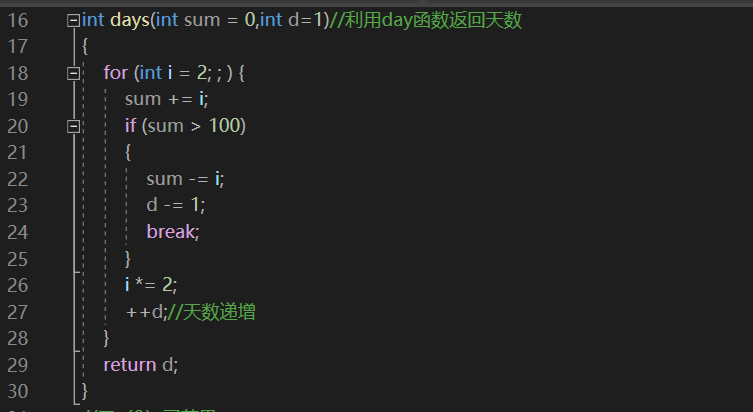 16 int days(int sum = 0,int d=1)//利用day函数返回天数
17 {
18 for (int i = 2; ; ) {
19 sum += i;
20 if (sum > 100)
21 {
22 sum -= i;
23 d -= 1;
24 break;
25 }
26 i *= 2;
27 ++d;//天数递增
28 }
29 return d;
30 }